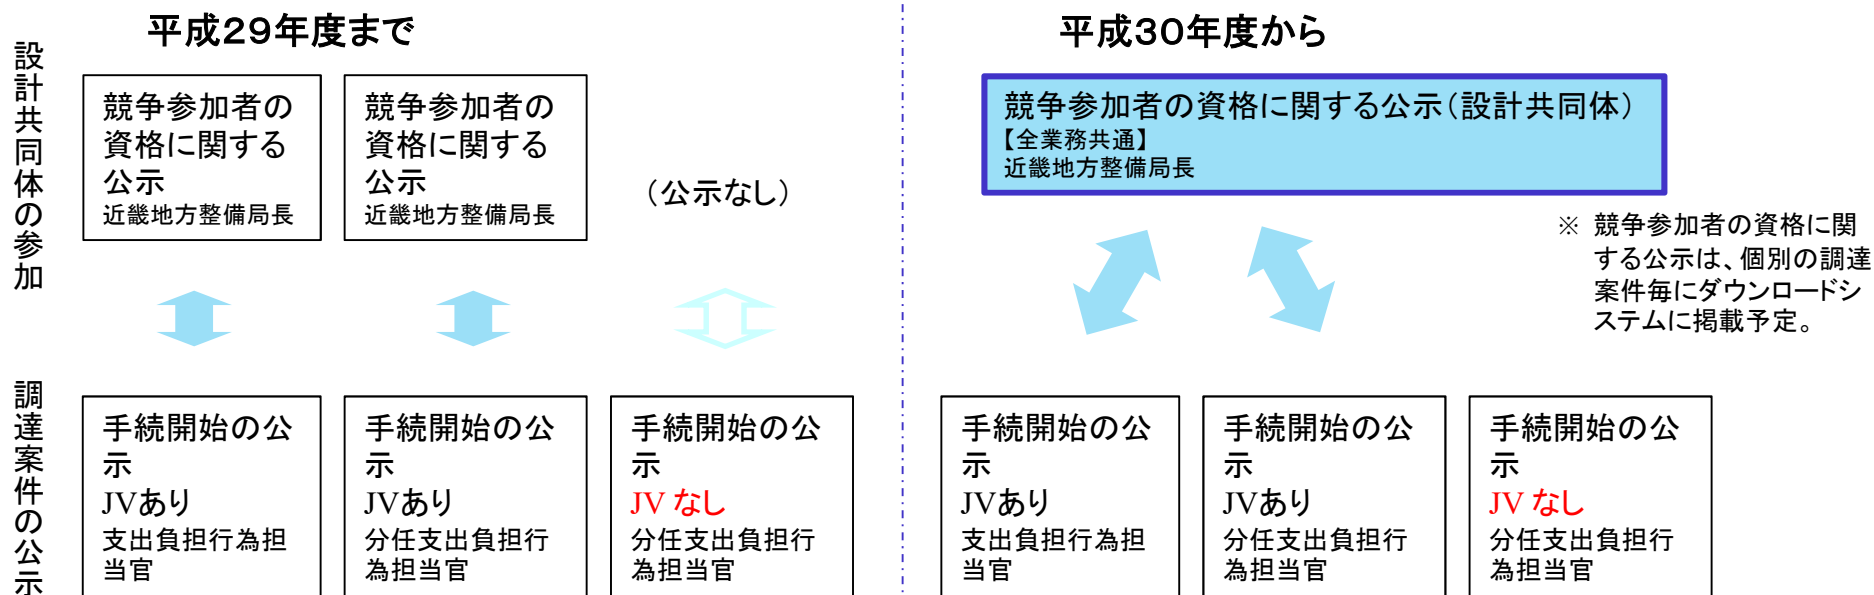 平成29年度まで
設計共同体の参加
競争参加者の
資格に関する
公示
近畿地方整備局長
競争参加者の
資格に関する
公示
近畿地方整備局長
（公示なし）
調達案件の公示
手続開始の公
示
JVあり
支出負担行為担
当官
手続開始の公
示
JVあり
分任支出負担行
為担当官
手続開始の公
示
JV なし
分任支出負担行
為担当官
平成30年度から
競争参加者の資格に関する公示（設計共同体）
【全業務共通】
近畿地方整備局長
※ 競争参加者の資格に関
する公示は、個別の調達
案件毎にダウンロードシ
ステムに掲載予定。
手続開始の公
示
JVあり
支出負担行為担
当官
手続開始の公
示
JVあり
分任支出負担行
為担当官
手続開始の公
示
JV なし
分任支出負担行
為担当官